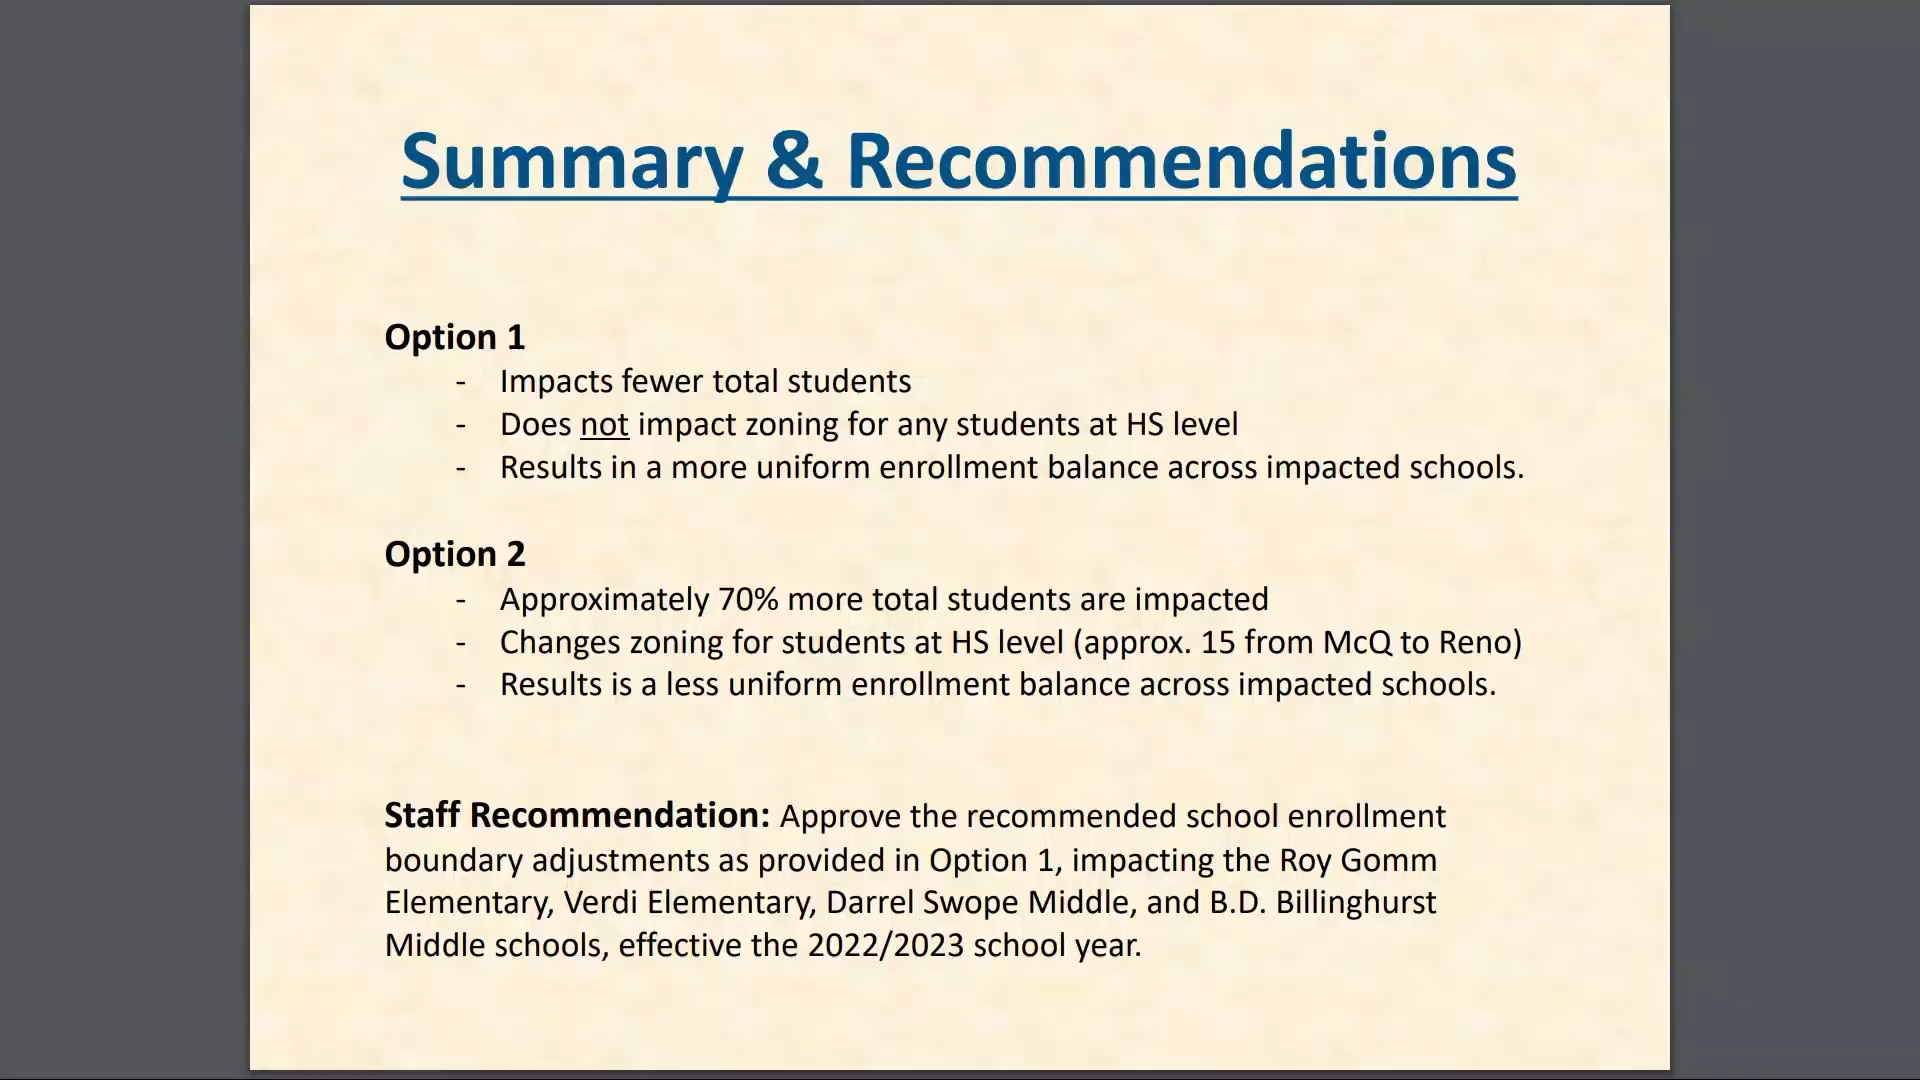 Summary & Recommendations
Option 1
- Impacts fewer total students
- Does not impact zoning for any students at HS level
- Results in a more uniform enrollment balance across impacted schools.
Option 2
- Approximately 70% more total students are impacted
- Changes zoning for students at HS level (approx. 15 from McQ to Reno)
- Results is a less uniform enrollment balance across impacted schools.
Staff Recommendation: Approve the recommended school enrollment
boundary adjustments as provided in Option 1, impacting the Roy Gomm
Elementary, Verdi Elementary, Darrel Swope Middle, and B.D. Billinghurst
Middle schools, effective the 2022/2023 school year.